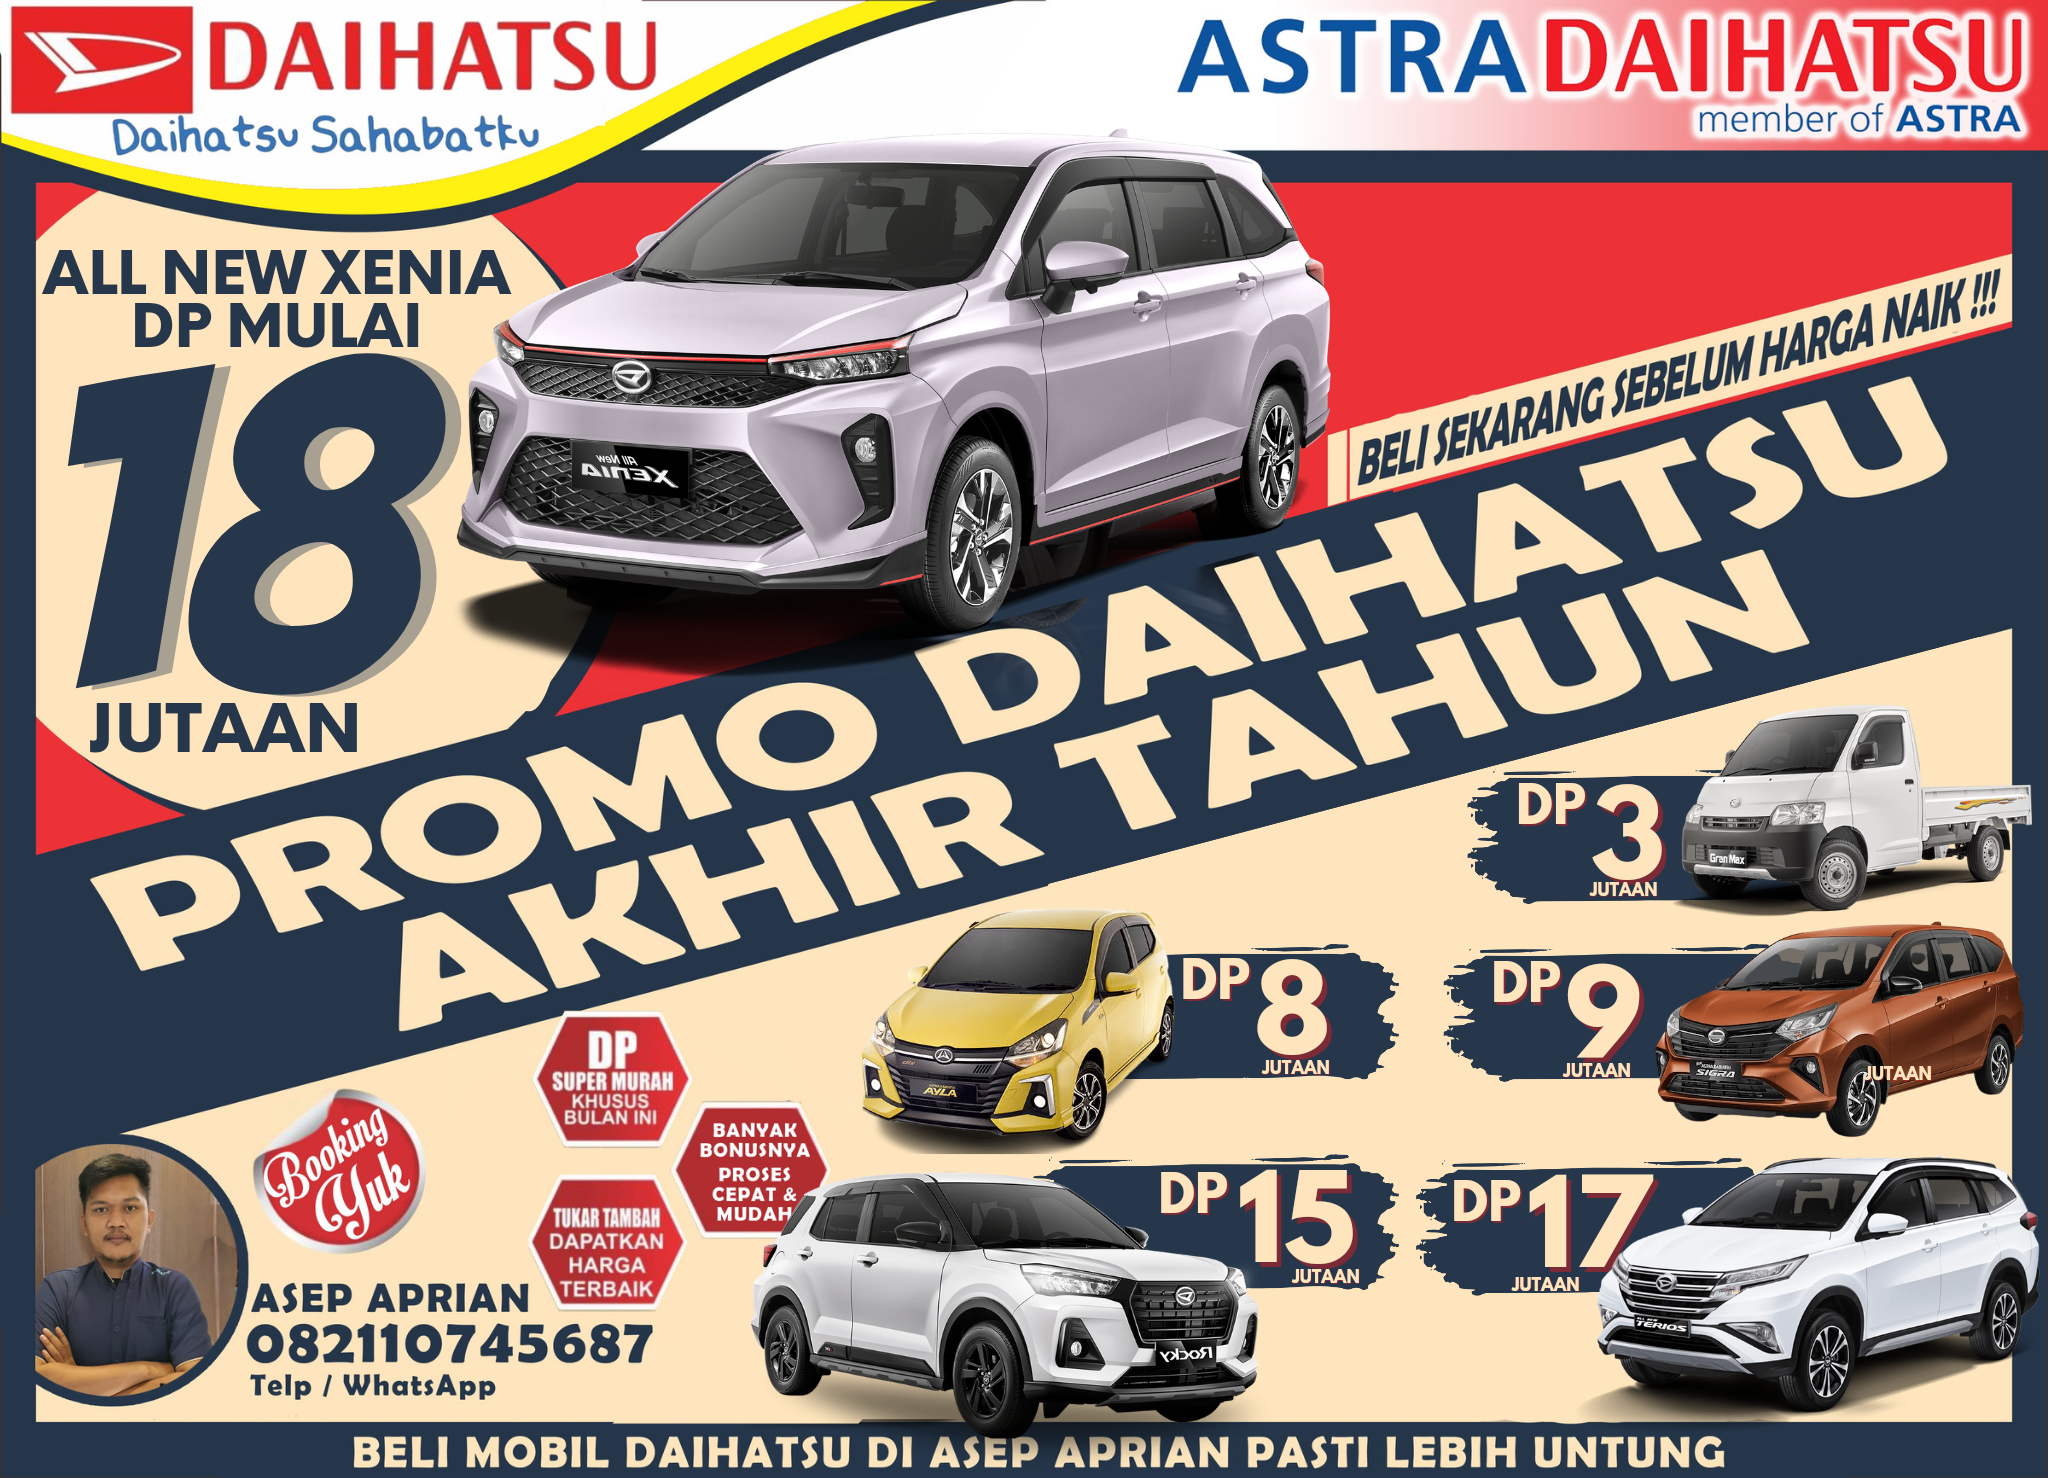 DAIHATSU
Daihatsu Sahabatku
ASTRA DAIHATSU
member of ASTRA
ALL NEW XENIA
DP MULAI
18
JUTAAN
All New
XENIA
BELI SEKARANG SEBELUM HARGA NAIK !!!
PROMO DAIHATSU
AKHIR TAHUN
DP 3
JUTAAN
Gran Max
DP 8
JUTAAN
AYLA
DP 9
JUTAAN
SIGRA
JUTAAN
DP 15
JUTAAN
ROCKY
DP 17
JUTAAN
TERIOS
DP
SUPER MURAH
KHUSUS
BULAN INI
BANYAK
BONUSNYA
PROSES
CEPAT &
MUDAH
TUKAR TAMBAH
DAPATKAN
HARGA
TERBAIK
Booking
Yuk
ASEP APRIAN
082110745687
Telp / WhatsApp
BELI MOBIL DAIHATSU DI ASEP APRIAN PASTI LEBIH UNTUNG